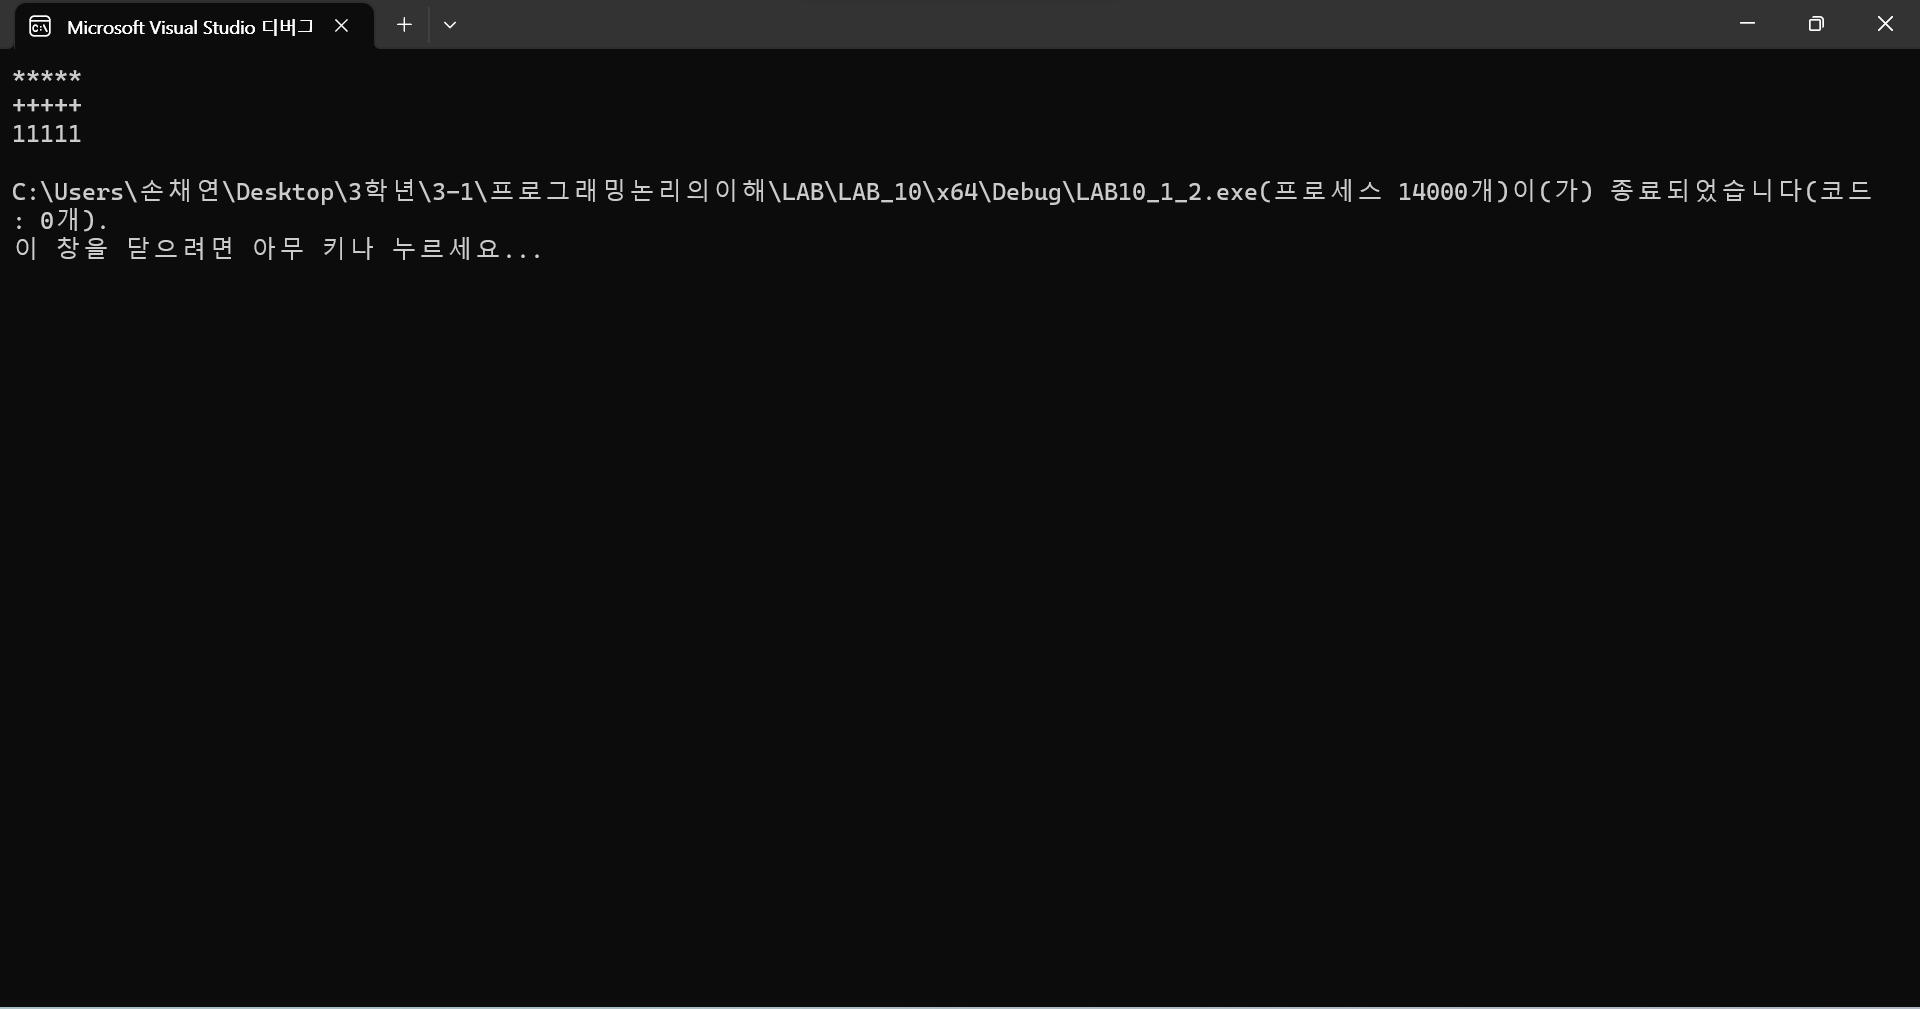 Microsoft Visual Studio 디버그
*****
+++++
11111
C:\Users\손채연\Desktop\3학년\3-1\프로그래밍논리의이해\LAB\LAB_10\x64\Debug\LAB10_1_2.exe(프로세스 14000개)이(가) 종료되었습니다(코드
: 0개).
이 창을 닫으려면 아무 키나 누르세요...